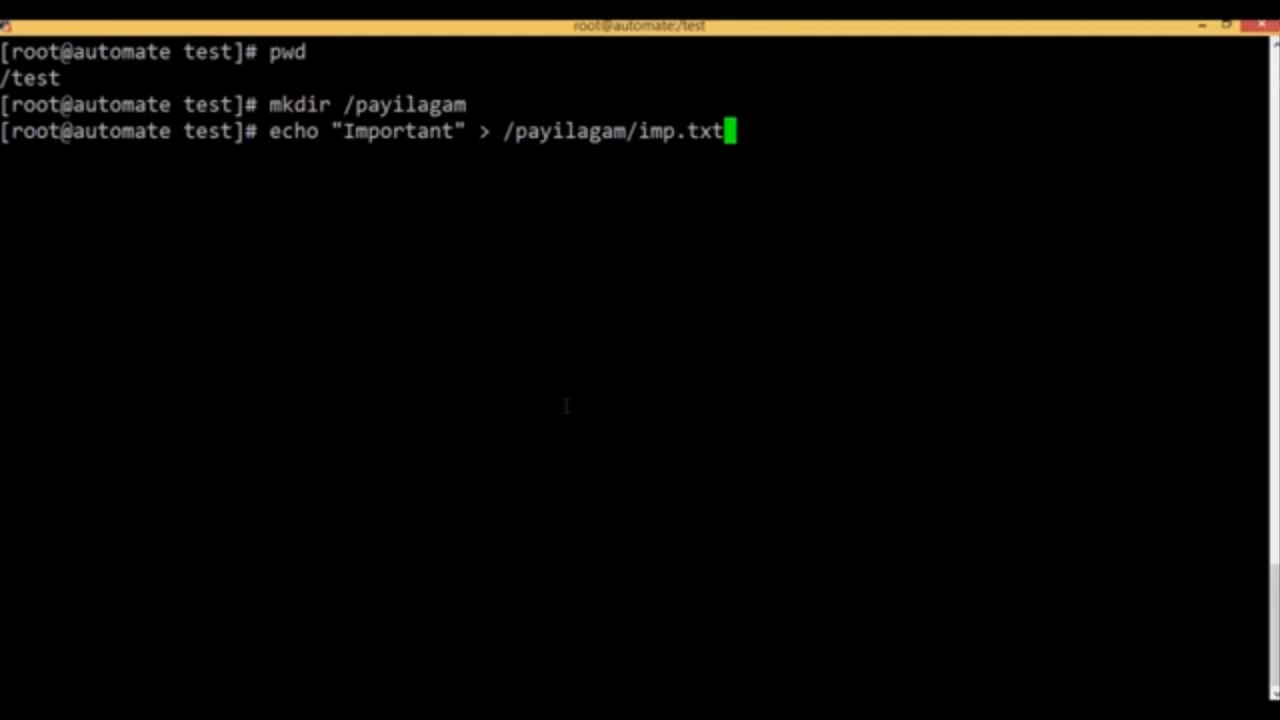 root@automate:/test
[root@automate test]# pwd
/test
[root@automate test]# mkdir /payilagam
[root@automate test]# echo "Important" > /payilagam/imp.txt